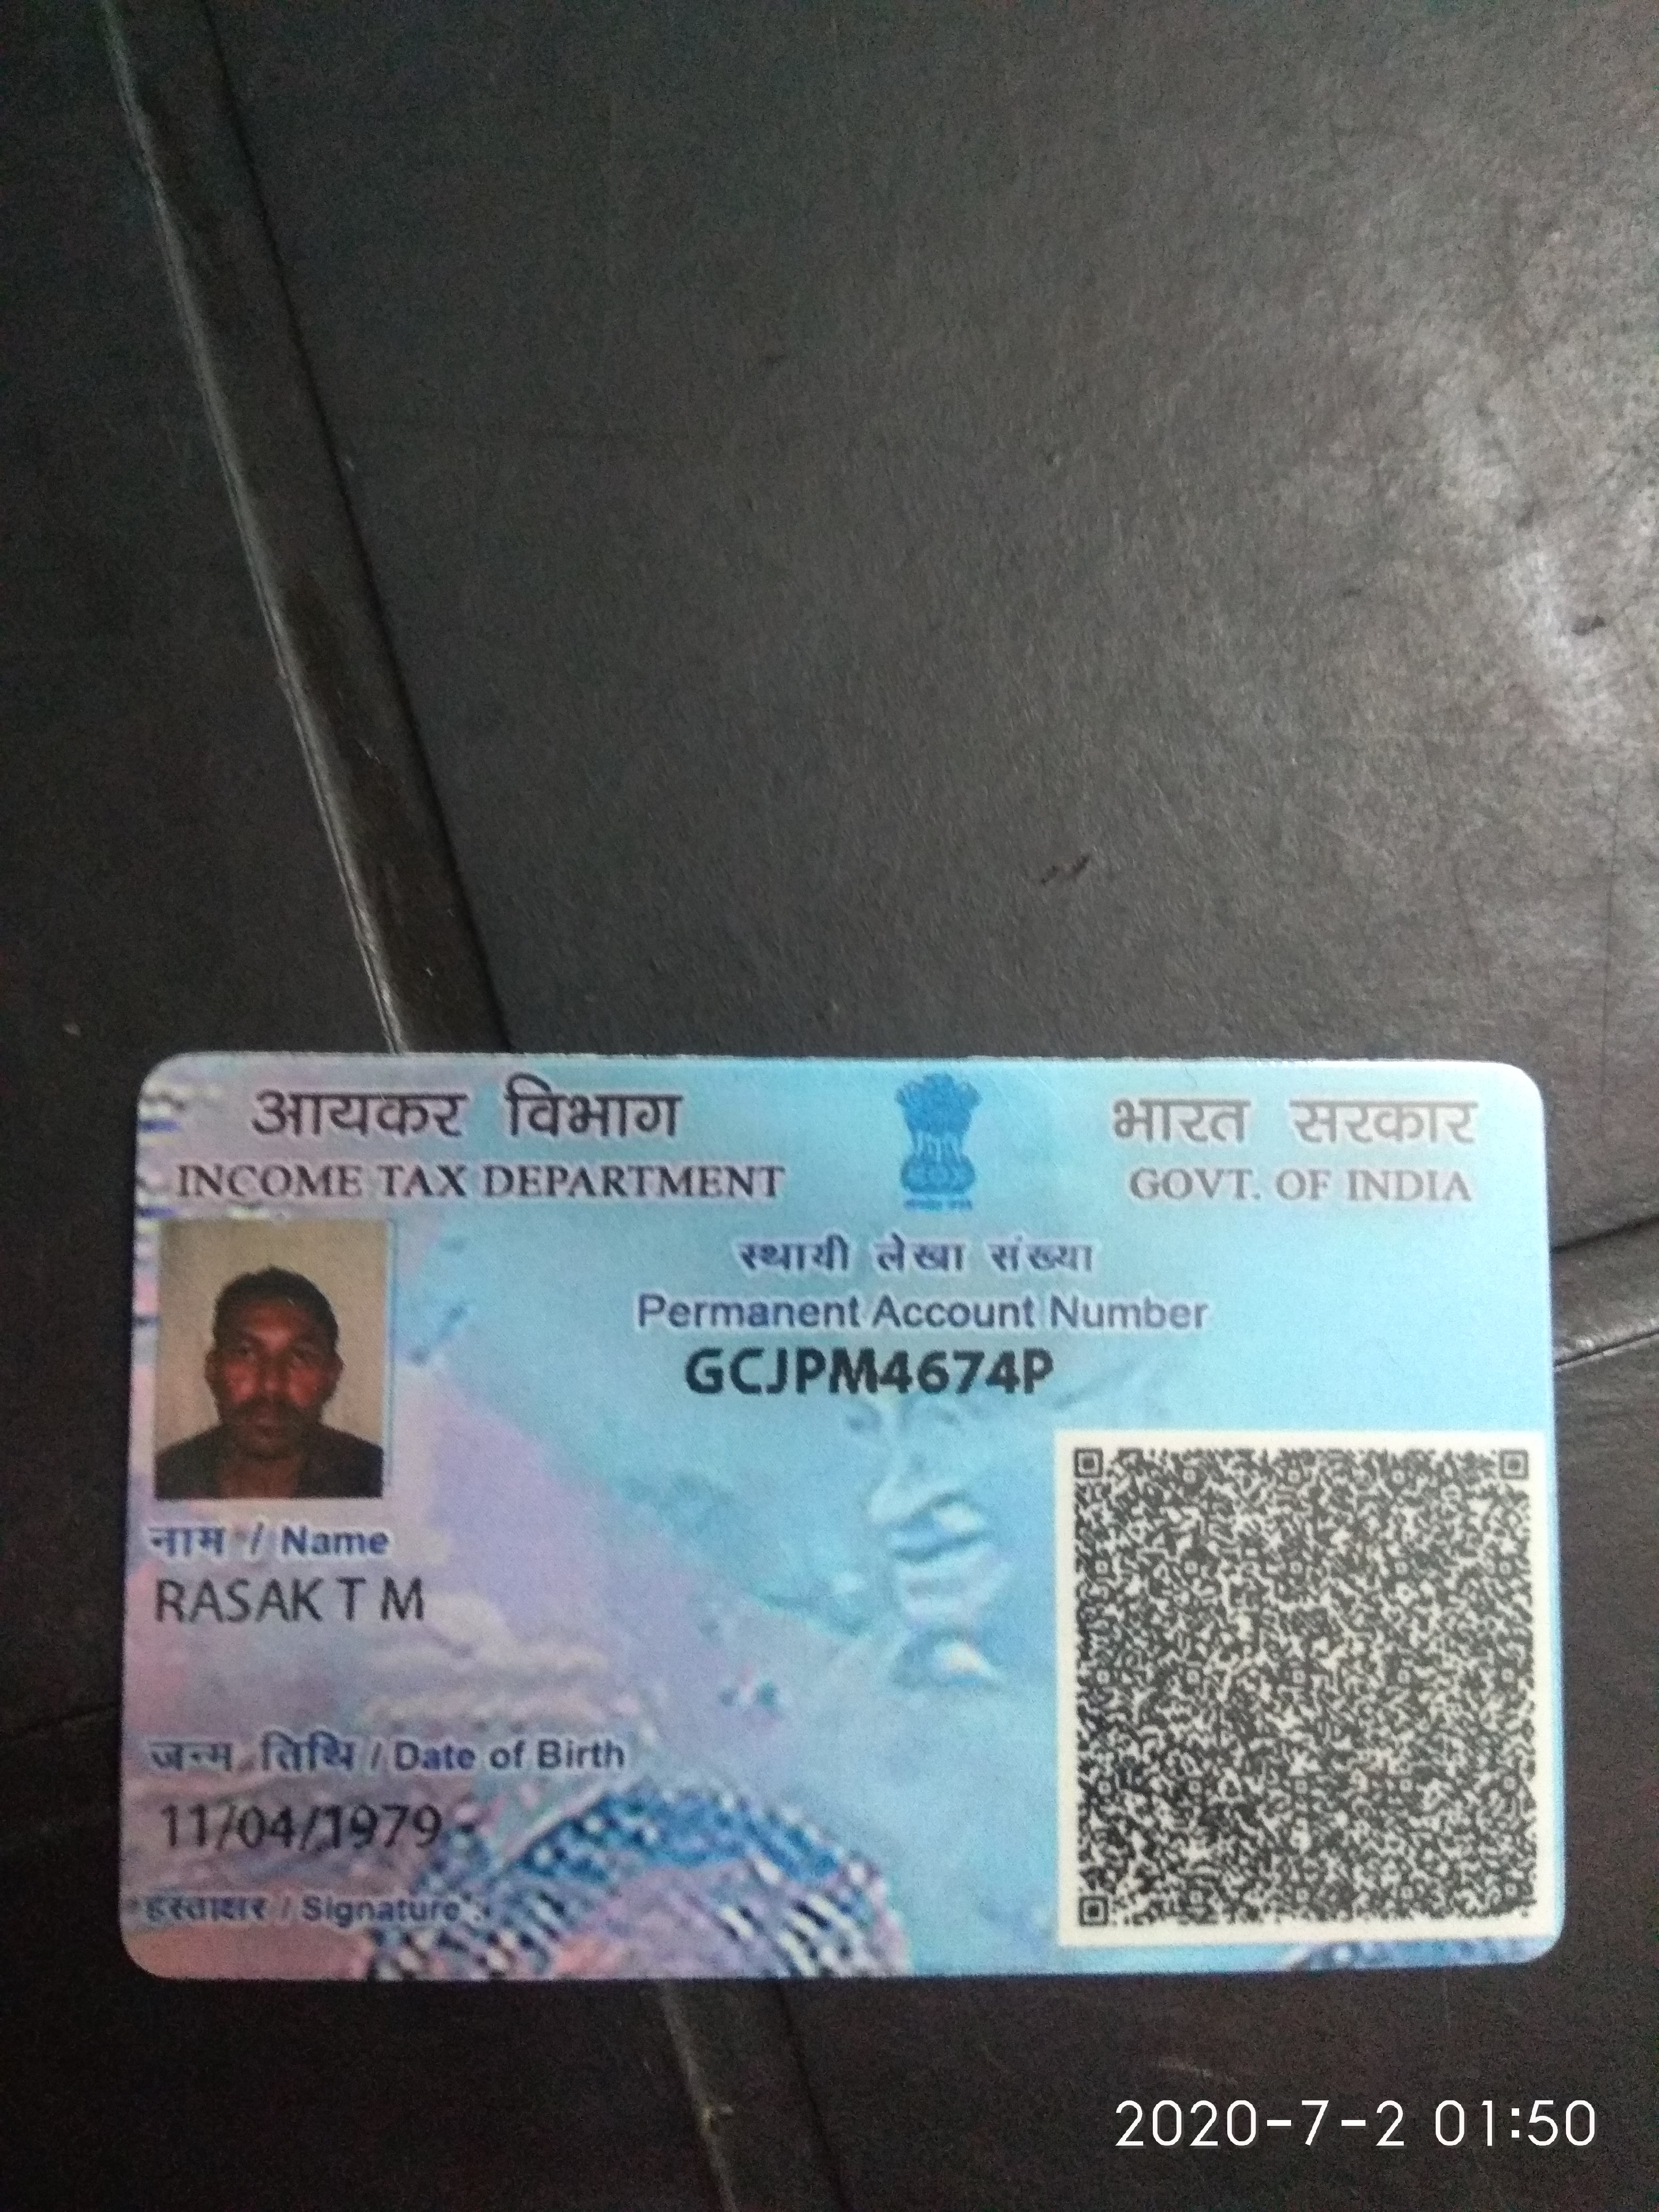 आयकर विभाग
INCOME TAX DEPARTMENT
भारत सरकार
GOVT. OF INDIA
स्थायी लेखा संख्या
Permanent Account Number
GCJPM4674P
नाम / Name
RASAK T M
जन्म तिथि / Date of Birth
11/04/1979
हस्ताक्षर / Signature
2020-7-2 01:50